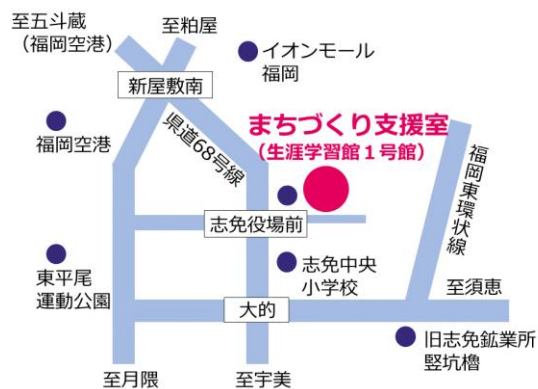 至五斗蔵
（福岡空港）
至粕屋
イオンモール
福岡
新屋敷南
福岡空港
県道68号線
まちづくり支援室
（生涯学習館１号館）
福岡東環状線
志免役場前
東平尾
運動公園
志免中央
小学校
至須恵
大的
旧志免鉱業所
竪坑櫓
至月隈
至宇美